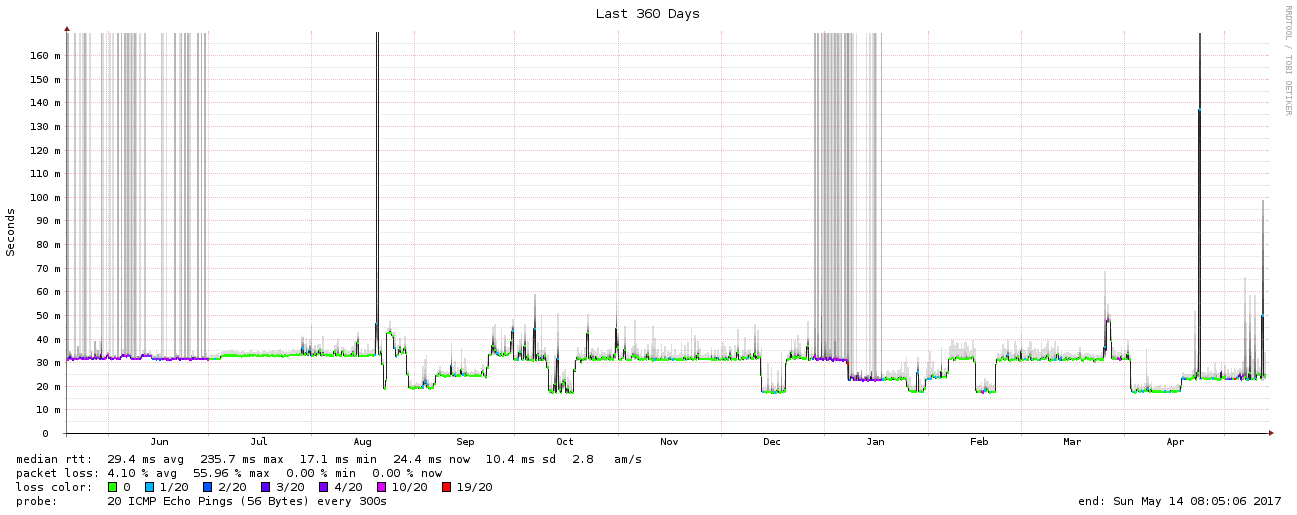 Last 360 Days
RRDTOOL / TOBI OETIKER
Seconds
160 m
150 m
140 m
130 m
120 m
110 m
100 m
90 m
80 m
70 m
60 m
50 m
40 m
30 m
20 m
10 m
0
Jun Jul Aug Sep Oct Nov Dec Jan Feb Mar Apr
median rtt: 29.4 ms avg 235.7 ms max 17.1 ms min 24.4 ms now 10.4 ms sd 2.8 am/s
packet loss: 4.10 % avg 55.96 % max 0.00 % min 0.00 % now
loss color: 0 1/20 2/20 3/20 4/20 10/20 19/20
probe: 20 ICMP Echo Pings (56 Bytes) every 300s end: Sun May 14 08:05:06 2017